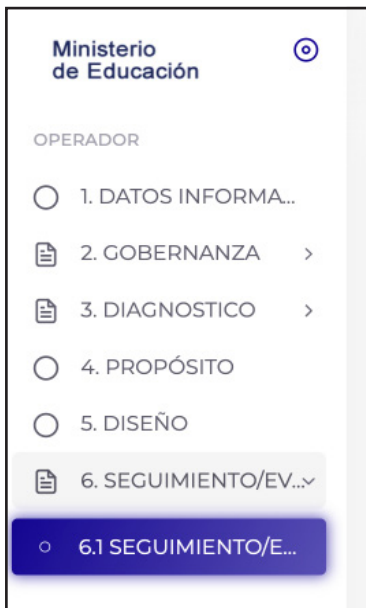 Ministerio
de Educación
OPERADOR
1. DATOS INFORMA...
2. GOBERNANZA
3. DIAGNOSTICO
4. PROPÓSITO
5. DISEÑO
6. SEGUIMIENTO/EV...
6.1 SEGUIMIENTO/E...